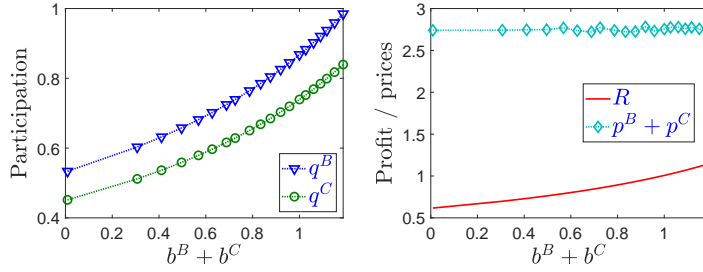 1
0.8
0.6
0.4
0
0.2
0.4
0.6
0.8
1
Participation
b^B + b^C
q^B
q^C
3
2.5
2
1.5
1
0.5
0
0.2
0.4
0.6
0.8
1
Profit / prices
b^B + b^C
R
p^B + p^C